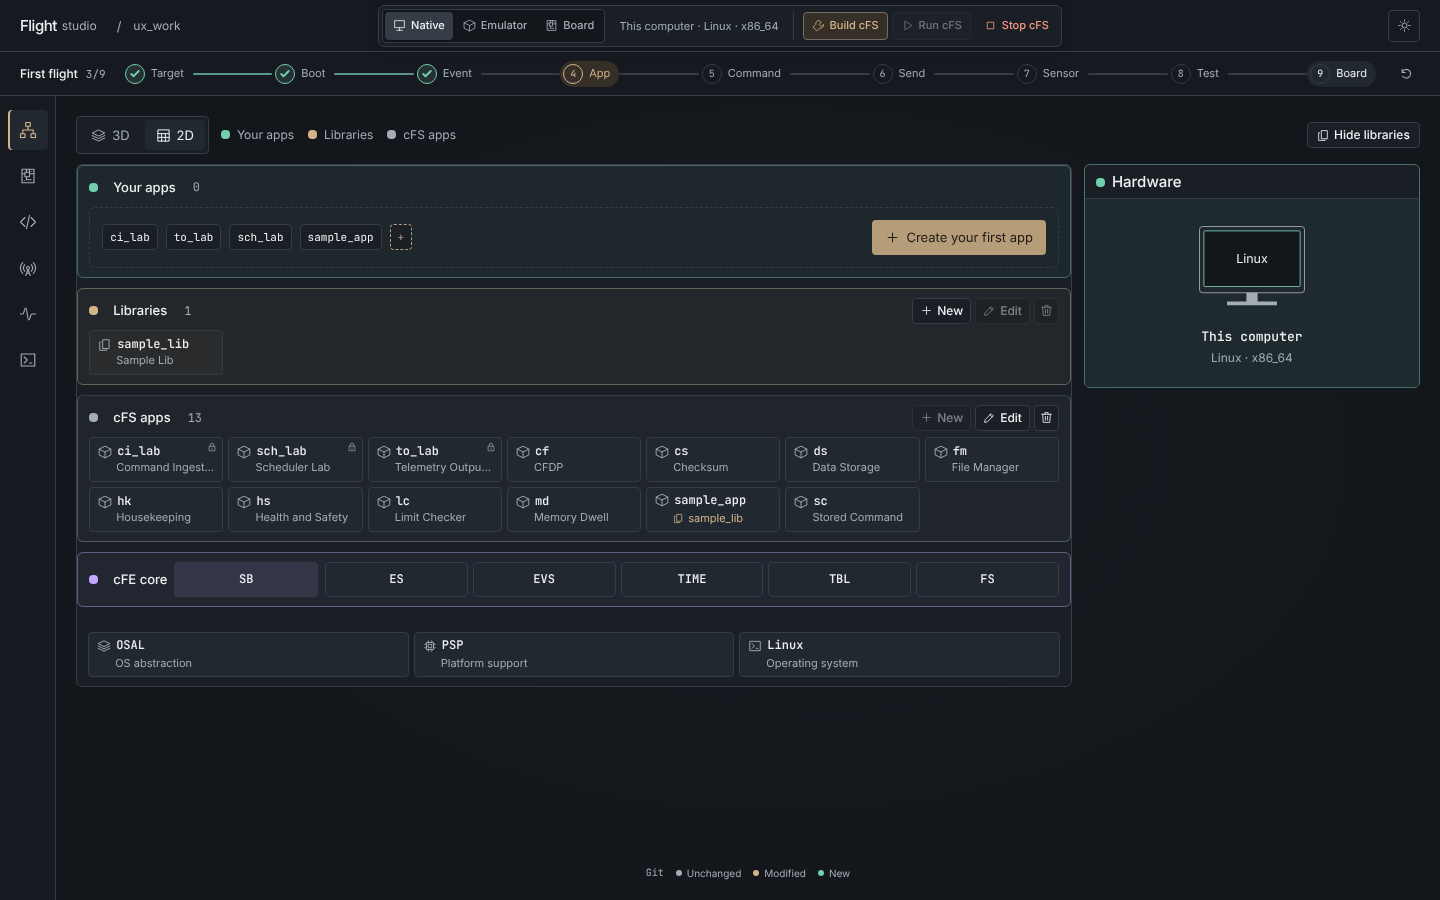 Flight studio / ux_work
Native Emulator Board This computer · Linux · x86_64 Build cFS Run cFS Stop cFS
First flight 3/9 Target Boot Event 4 App 5 Command 6 Send 7 Sensor 8 Test 9 Board
3D 2D Your apps Libraries cFS apps Hide libraries
Your apps 0
ci_lab to_lab sch_lab sample_app + + Create your first app
Libraries 1 + New Edit
sample_lib
Sample Lib
cFS apps 13 + New Edit
ci_lab sch_lab to_lab cf cs ds fm
Command Ingest... Scheduler Lab Telemetry Outpu... CFDP Checksum Data Storage File Manager
hk hs lc md sample_app sc
Housekeeping Health and Safety Limit Checker Memory Dwell sample_lib Stored Command
cFE core SB ES EVS TIME TBL FS
OSAL PSP Linux
OS abstraction Platform support Operating system
Hardware
Linux
This computer
Linux · x86_64
Git Unchanged Modified New